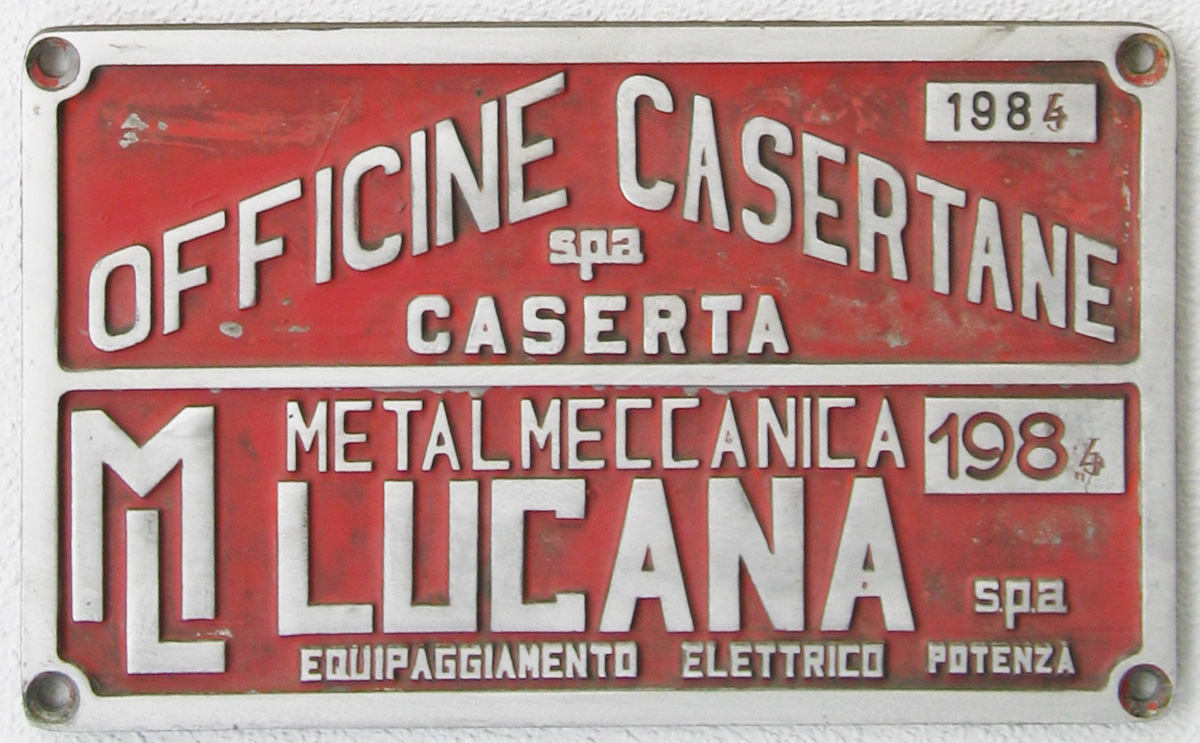 OFFICINE CASERTANE
1984
spa
CASERTA
ML
METALMECCANICA
1984
LUCANA
s.p.a
EQUIPAGGIAMENTO ELETTRICO POTENZA